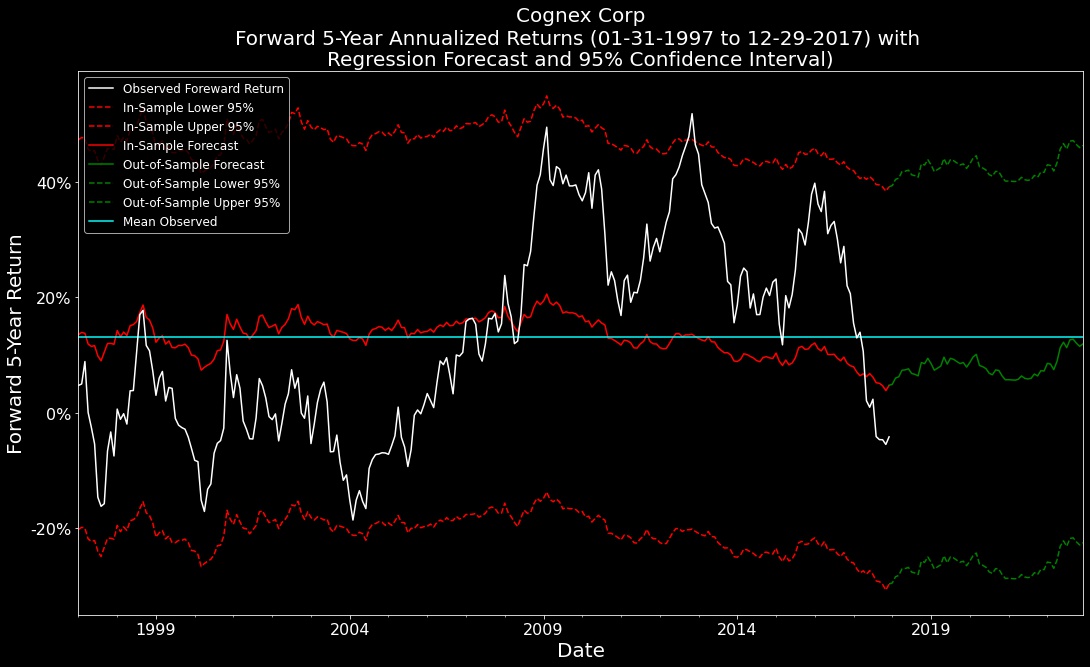 Cognex Corp
Forward 5-Year Annualized Returns (01-31-1997 to 12-29-2017) with
Regression Forecast and 95% Confidence Interval)
Observed Foreward Return
In-Sample Lower 95%
In-Sample Upper 95%
In-Sample Forecast
Out-of-Sample Forecast
Out-of-Sample Lower 95%
Out-of-Sample Upper 95%
Mean Observed
Forward 5-Year Return
40%
20%
0%
-20%
1999
2004
2009
2014
2019
Date